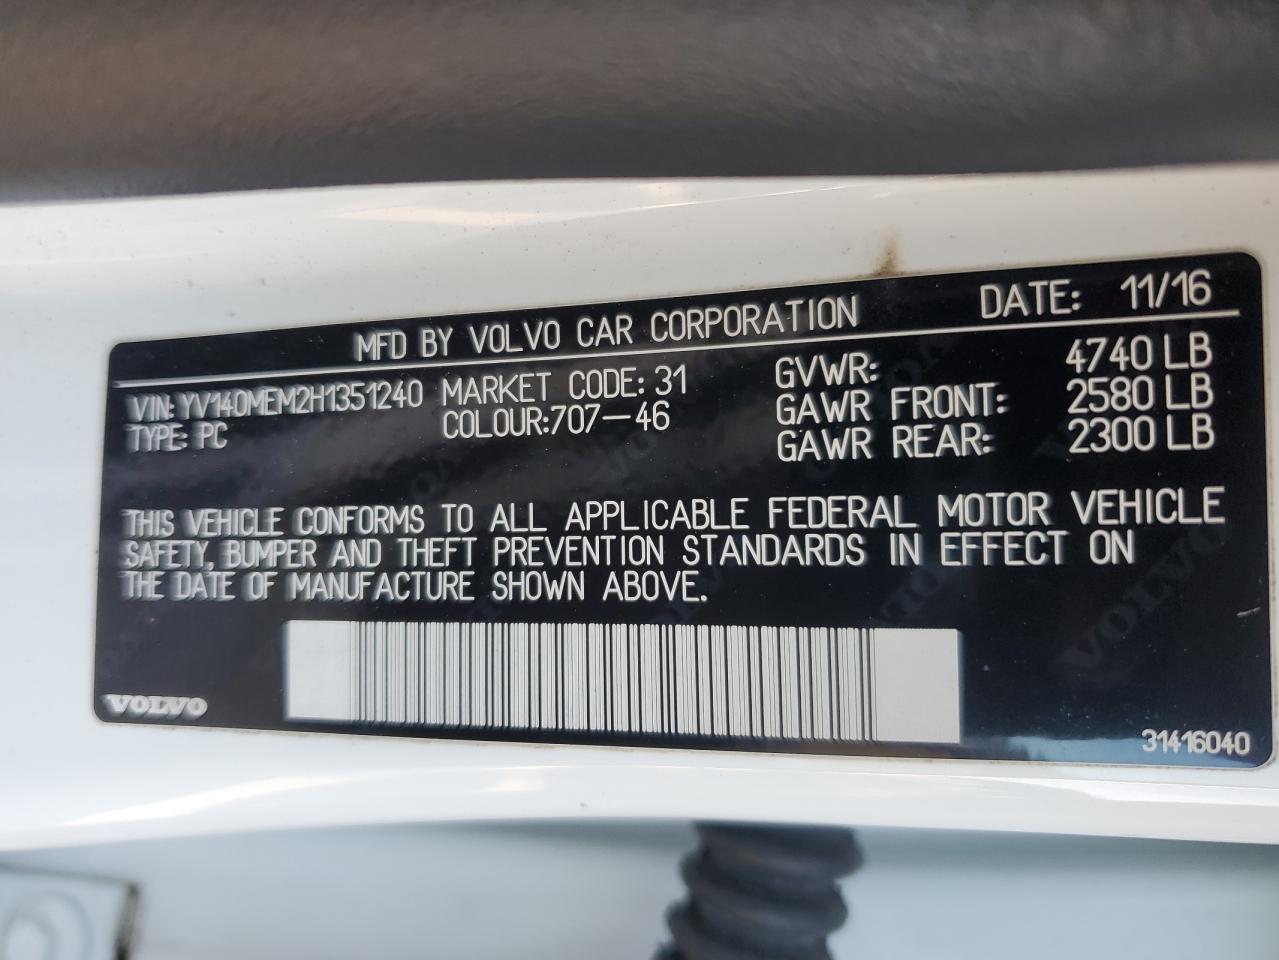 MFD BY VOLVO CAR CORPORATION DATE: 11/16
VIN: YV140MEM2H1351240 MARKET CODE: 31 GVWR: 4740 LB
TYPE: PC COLOUR:707-46 GAWR FRONT: 2580 LB
GAWR REAR: 2300 LB
THIS VEHICLE CONFORMS TO ALL APPLICABLE FEDERAL MOTOR VEHICLE
SAFETY, BUMPER AND THEFT PREVENTION STANDARDS IN EFFECT ON
THE DATE OF MANUFACTURE SHOWN ABOVE.
VOLVO
31416040